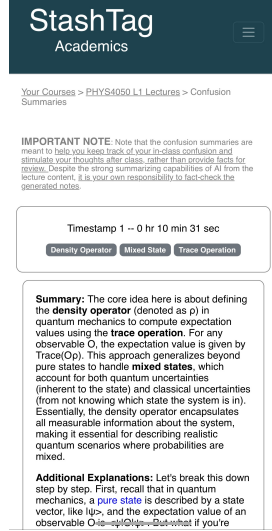 StashTag
Academics
Your Courses > PHYS4050 L1 Lectures > Confusion
Summaries
IMPORTANT NOTE: Note that the confusion summaries are
meant to help you keep track of your in-class confusion and
stimulate your thoughts after class, rather than provide facts for
review. Despite the strong summarizing capabilities of AI from the
lecture content, it is your own responsibility to fact-check the
generated notes.
Timestamp 1 -- 0 hr 10 min 31 sec
Density Operator Mixed State Trace Operation
Summary: The core idea here is about defining
the density operator (denoted as ρ) in
quantum mechanics to compute expectation
values using the trace operation. For any
observable O, the expectation value is given by
Trace(Oρ). This approach generalizes beyond
pure states to handle mixed states, which
account for both quantum uncertainties
(inherent to the state) and classical uncertainties
(from not knowing which state the system is in).
Essentially, the density operator encapsulates
all measurable information about the system,
making it essential for describing realistic
quantum scenarios where probabilities are
mixed.
Additional Explanations: Let's break this down
step by step. First, recall that in quantum
mechanics, a pure state is described by a state
vector, like |ψ>, and the expectation value of an
observable O is <ψ|O|ψ>. But what if you're